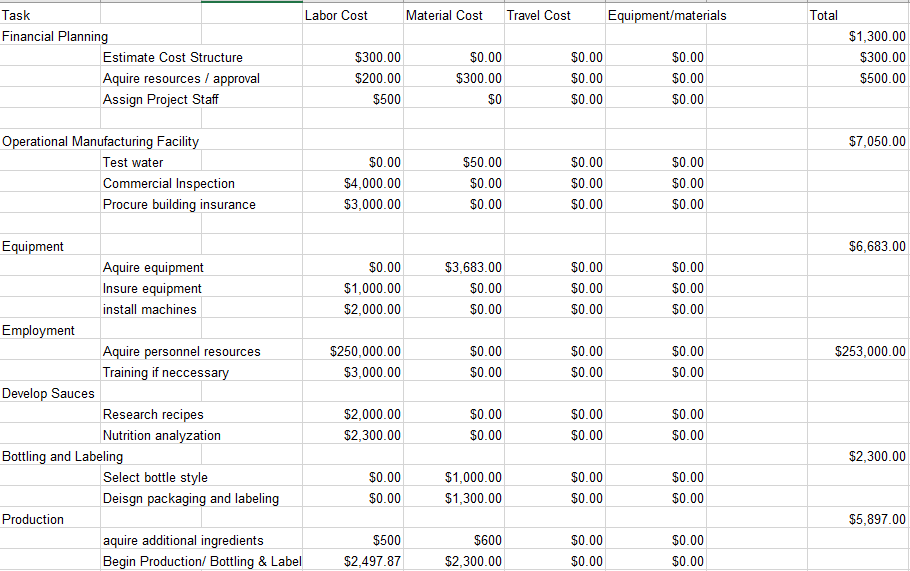 Task Labor Cost Material Cost Travel Cost Equipment/materials Total
Financial Planning $1,300.00
Estimate Cost Structure $300.00 $0.00 $0.00 $0.00 $300.00
Aquire resources / approval $200.00 $300.00 $0.00 $0.00 $500.00
Assign Project Staff $500 $0 $0.00 $0.00
Operational Manufacturing Facility $7,050.00
Test water $0.00 $50.00 $0.00 $0.00
Commercial Inspection $4,000.00 $0.00 $0.00 $0.00
Procure building insurance $3,000.00 $0.00 $0.00 $0.00
Equipment $6,683.00
Aquire equipment $0.00 $3,683.00 $0.00 $0.00
Insure equipment $1,000.00 $0.00 $0.00 $0.00
install machines $2,000.00 $0.00 $0.00 $0.00
Employment
Aquire personnel resources $250,000.00 $0.00 $0.00 $0.00 $253,000.00
Training if neccessary $3,000.00 $0.00 $0.00 $0.00
Develop Sauces
Research recipes $2,000.00 $0.00 $0.00 $0.00
Nutrition analyzation $2,300.00 $0.00 $0.00 $0.00
Bottling and Labeling $2,300.00
Select bottle style $0.00 $1,000.00 $0.00 $0.00
Deisgn packaging and labeling $0.00 $1,300.00 $0.00 $0.00
Production $5,897.00
aquire additional ingredients $500 $600 $0.00 $0.00
Begin Production/ Bottling & Label $2,497.87 $2,300.00 $0.00 $0.00